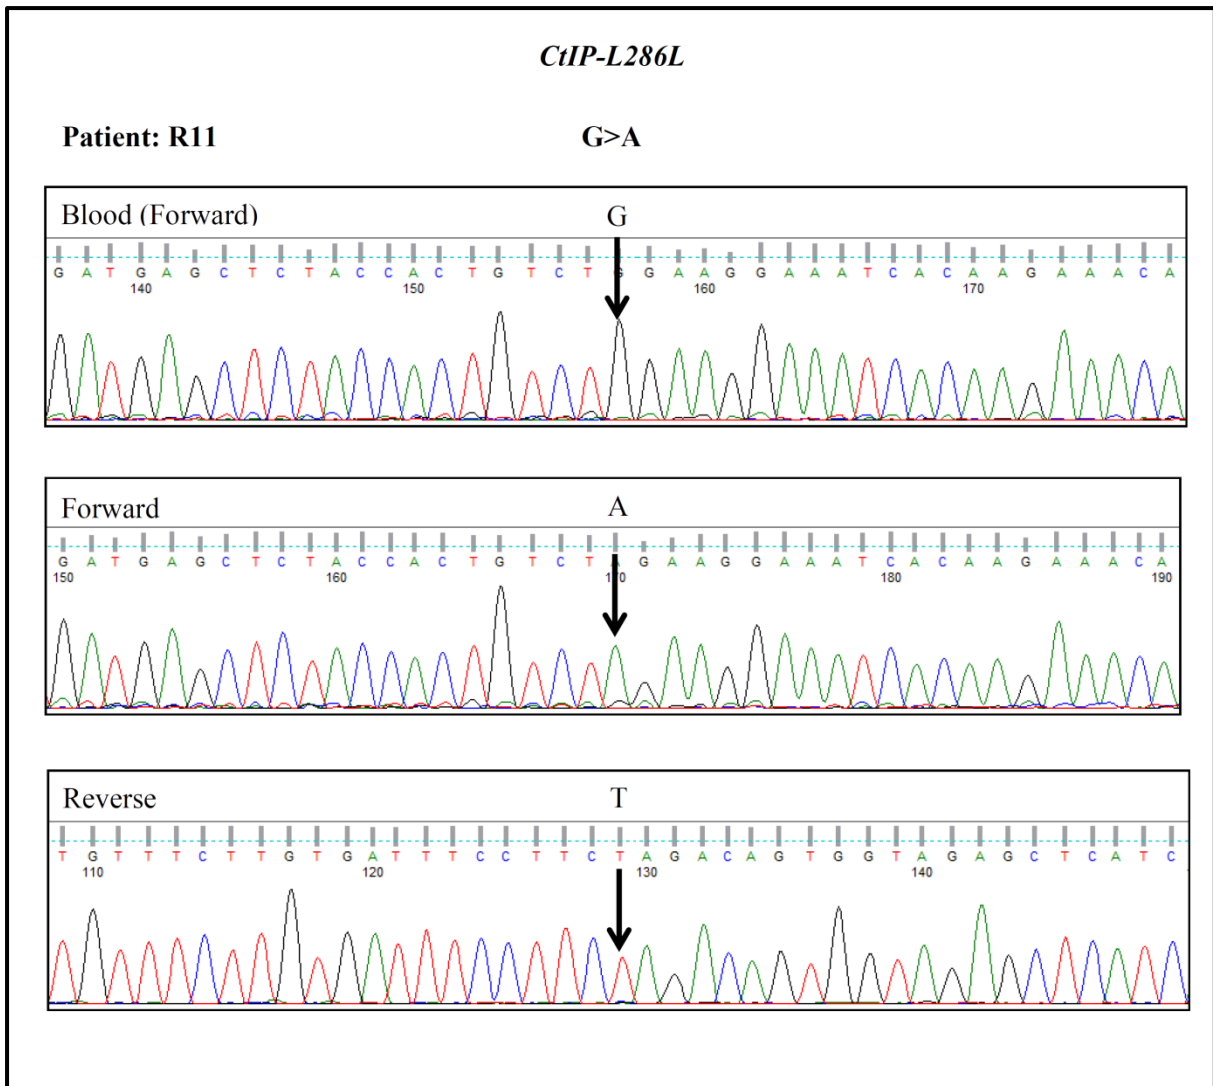 CtIP-L286L
Patient: R11 G>A
Blood (Forward) G
G A T G A G C T C T A C C A C T G T C T G G A A G G A A A T C A C A A G A A A C A
140 150 160 170
Forward A
G A T G A G C T C T A C C A C T G T C T A G A A G G A A A T C A C A A G A A A C A
150 160 170 180 190
Reverse T
T G T T T C T T G T G A T T T C C T T C T A G A C A G T G G T A G A G C T C A T C
110 120 130 140